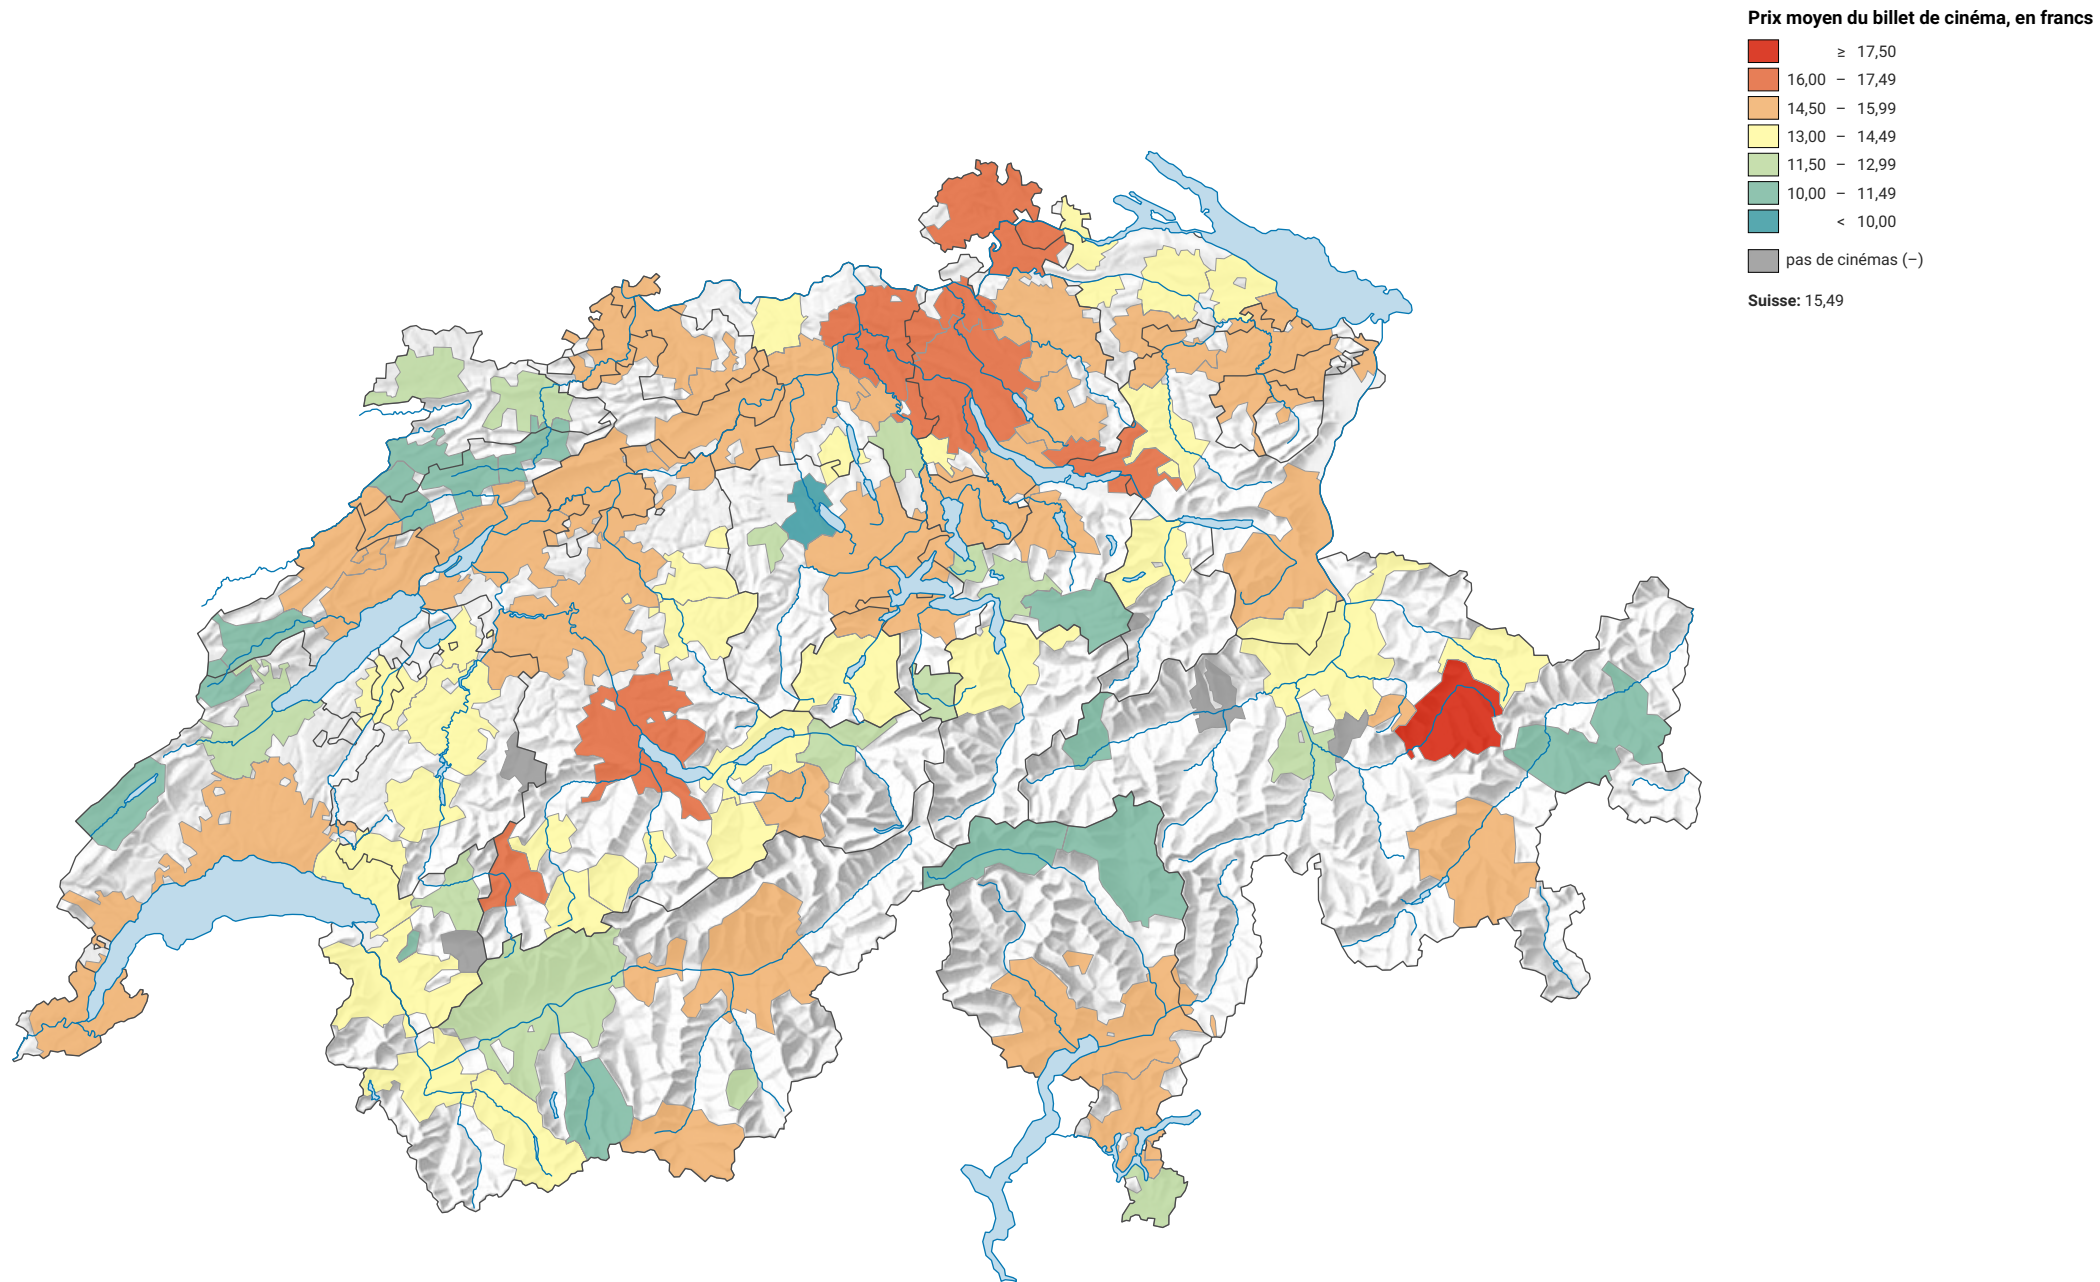 Prix moyen du billet de cinéma, en francs
≥ 17,50
16,00 – 17,49
14,50 – 15,99
13,00 – 14,49
11,50 – 12,99
10,00 – 11,49
< 10,00
pas de cinémas (–)
Suisse: 15,49